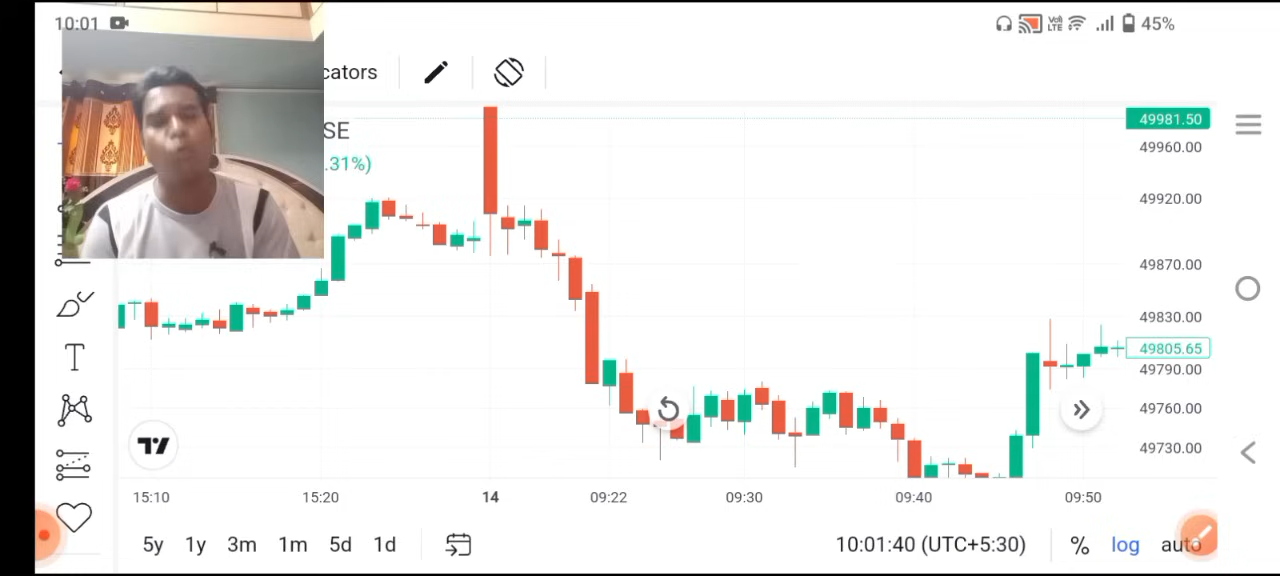 10:01
Vo)
LTE
45%
cators
SE
.31%)
49981.50
49960.00
49920.00
49870.00
49830.00
49805.65
49790.00
49760.00
49730.00
T
15:10 15:20 14 09:22 09:30 09:40 09:50
5y 1y 3m 1m 5d 1d 10:01:40 (UTC+5:30) % log auto